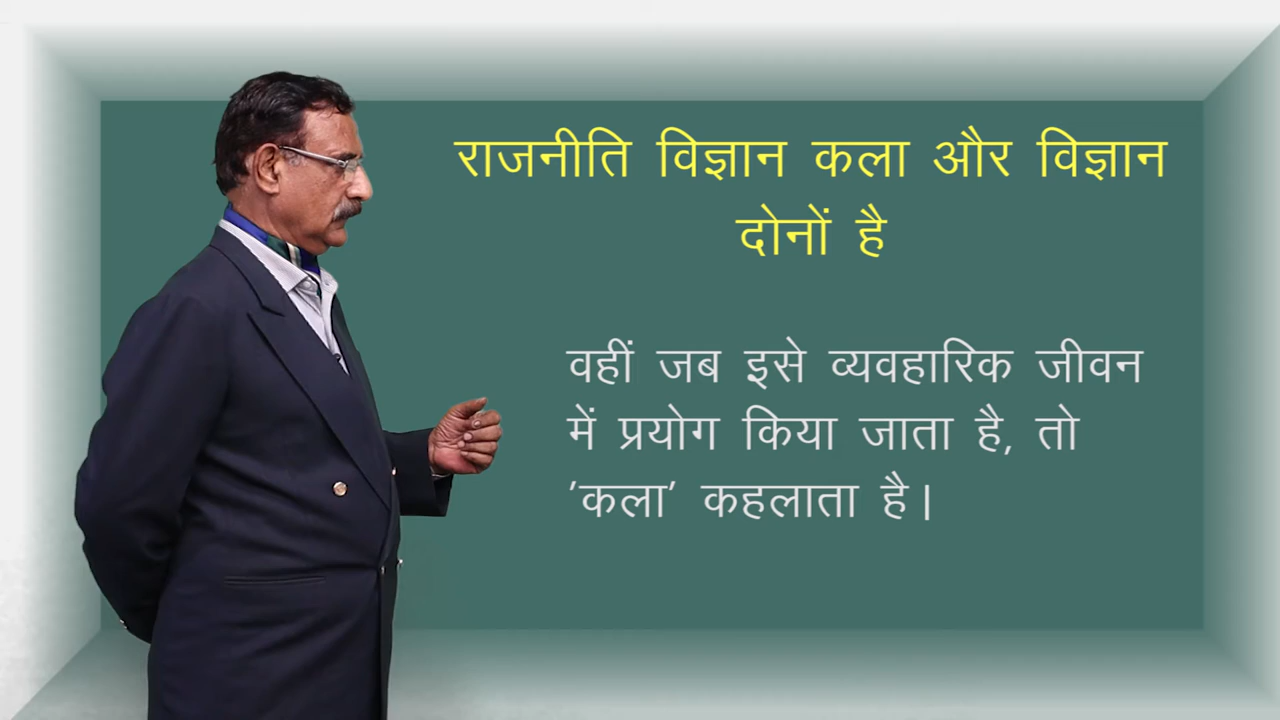 राजनीति विज्ञान कला और विज्ञान
दोनों है
वहीं जब इसे व्यवहारिक जीवन
में प्रयोग किया जाता है, तो
’कला’ कहलाता है।